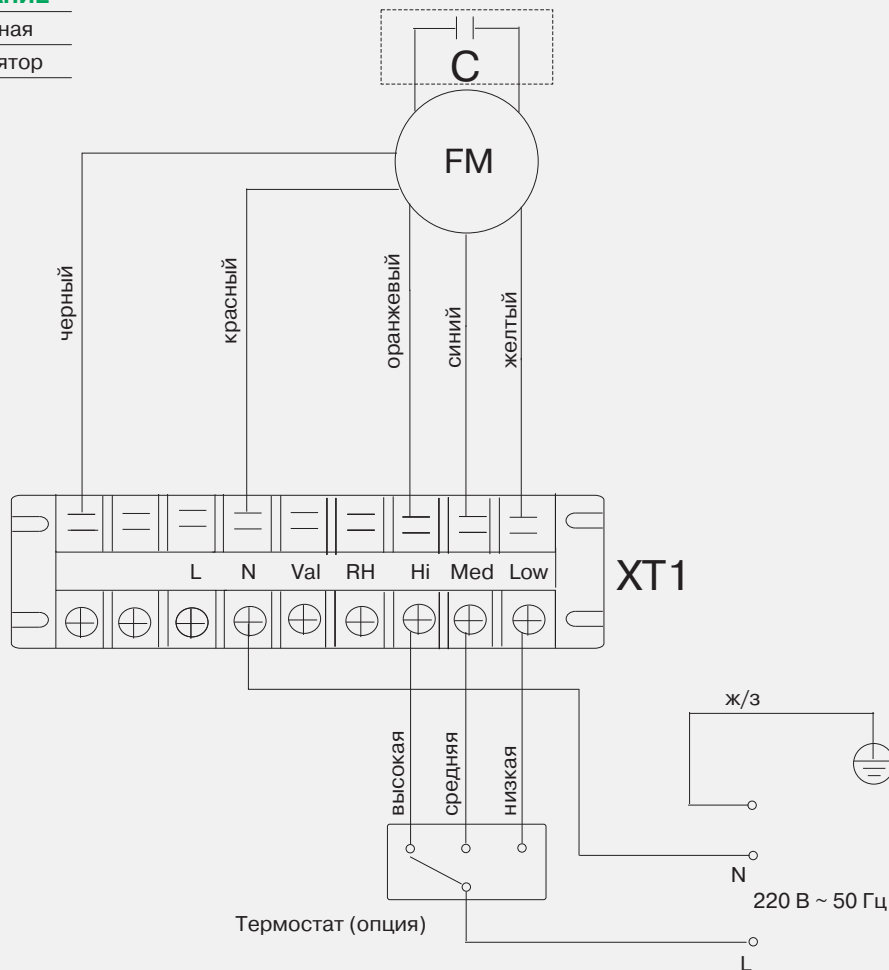 ная
ятор
C
FM
черный
красный
оранжевый
синий
желтый
L N Val RH Hi Med Low
XT1
высокая
средняя
низкая
ж/з
N
220 В ~ 50 Гц
Термостат (опция)
L